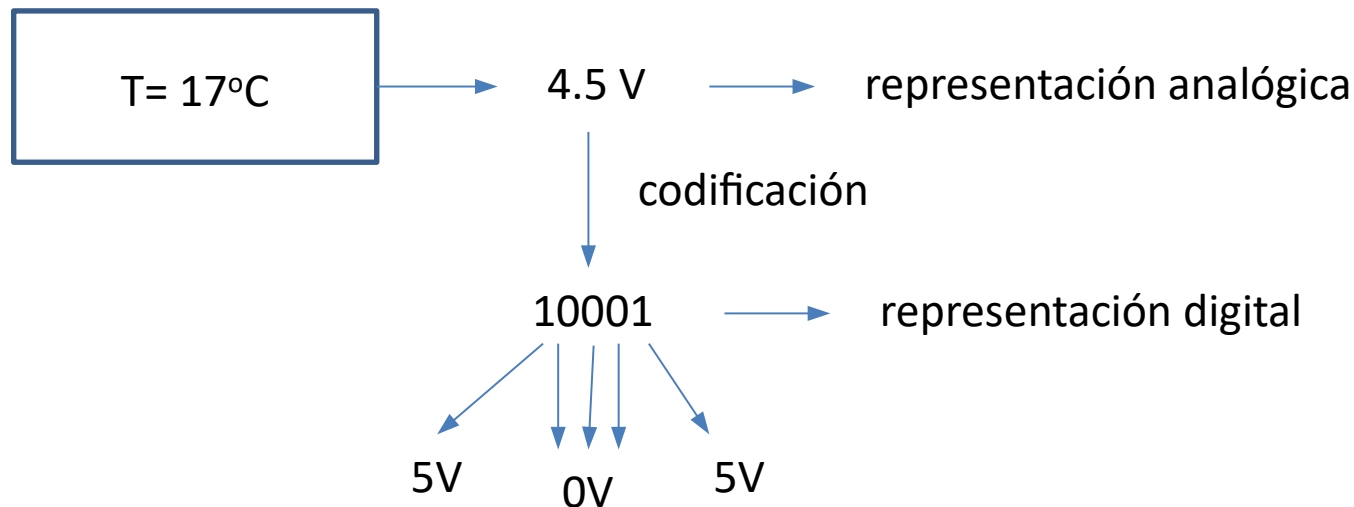 T= 17ºC
4.5 V
representación analógica
codificación
10001
representación digital
5V
0V
5V